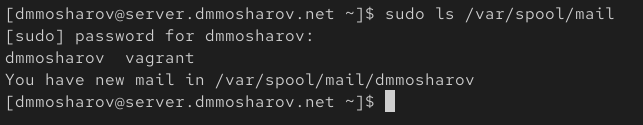 [dmmosharov@server.dmmosharov.net ~]$ sudo ls /var/spool/mail
[sudo] password for dmmosharov:
dmmosharov  vagrant
You have new mail in /var/spool/mail/dmmosharov
[dmmosharov@server.dmmosharov.net ~]$